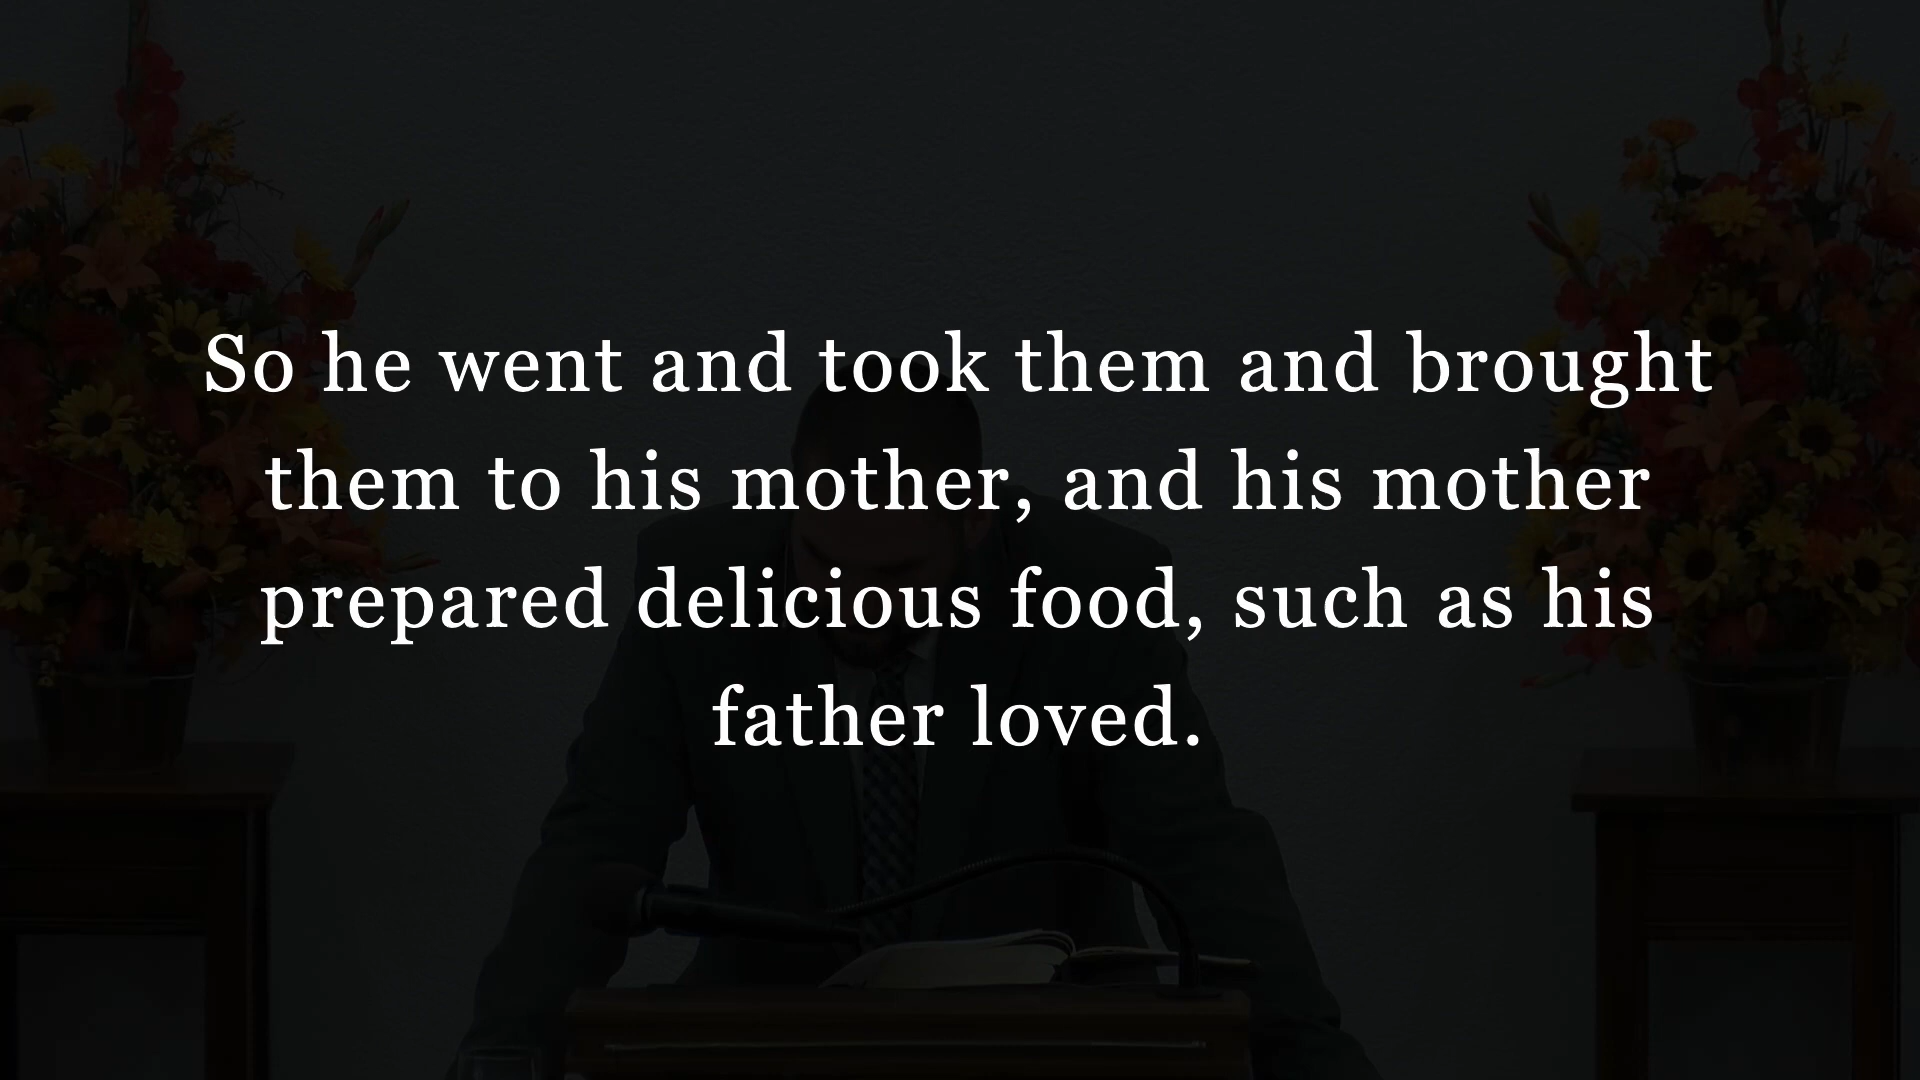 So he went and took them and brought
them to his mother, and his mother
prepared delicious food, such as his
father loved.